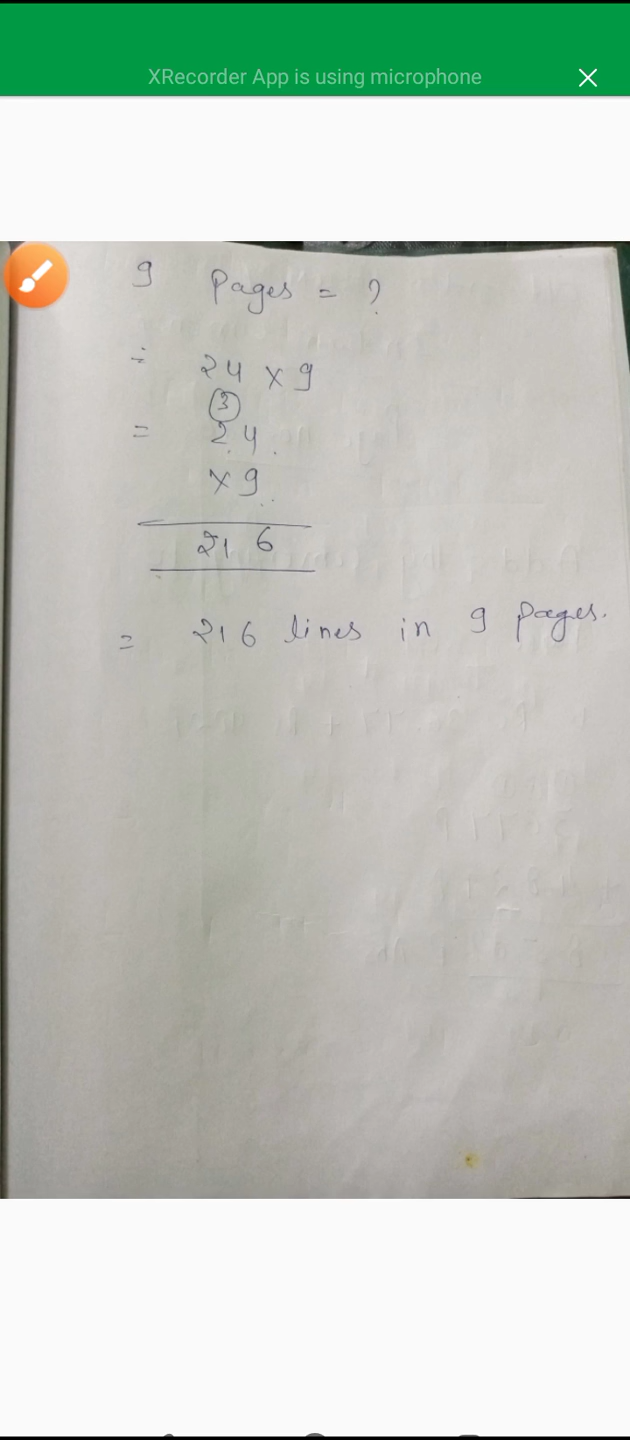 XRecorder App is using microphone
9 Pages = ?
= 24 × 9
3
= 24
× 9
216
= 216 lines in 9 pages.